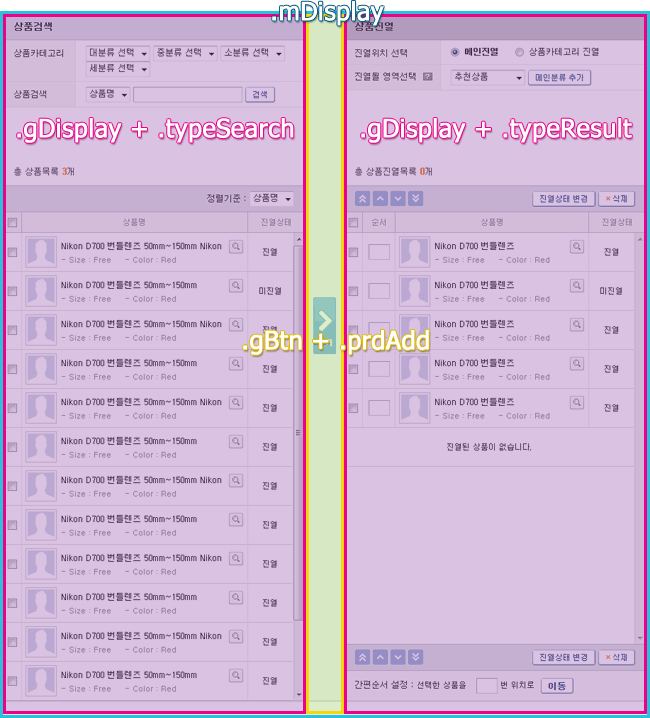 .mDisplay
상품검색
상품카테고리 대분류 선택 중분류 선택 소분류 선택
세분류 선택
상품검색 상품명 검색
.gDisplay + .typeSearch
총 상품목록 3개
정렬기준 : 상품명
상품명 진열상태
Nikon D700 번들렌즈 50mm~150mm Nikon
- Size : Free - Color : Red
진열
Nikon D700 번들렌즈 50mm~150mm
- Size : Free - Color : Red
미진열
Nikon D700 번들렌즈 50mm~150mm Nikon
- Size : Free - Color : Red
진열
Nikon D700 번들렌즈 50mm~150mm
- Size : Free - Color : Red
진열
Nikon D700 번들렌즈 50mm~150mm Nikon
- Size : Free - Color : Red
진열
Nikon D700 번들렌즈 50mm~150mm
- Size : Free - Color : Red
진열
Nikon D700 번들렌즈 50mm~150mm Nikon
- Size : Free - Color : Red
진열
Nikon D700 번들렌즈 50mm~150mm
- Size : Free - Color : Red
진열
Nikon D700 번들렌즈 50mm~150mm Nikon
- Size : Free - Color : Red
진열
Nikon D700 번들렌즈 50mm~150mm
- Size : Free - Color : Red
진열
Nikon D700 번들렌즈 50mm~150mm Nikon
- Size : Free - Color : Red
진열
Nikon D700 번들렌즈 50mm~150mm
- Size : Free - Color : Red
진열
.gBtn + .prdAdd
상품진열
진열위치 선택 메인진열 상품카테고리 진열
진열될 영역선택 추천상품 메인분류 추가
.gDisplay + .typeResult
총 상품진열목록 0개
진열상태 변경 × 삭제
순서 상품명 진열상태
Nikon D700 번들렌즈
- Size : Free - Color : Red
진열
Nikon D700 번들렌즈
- Size : Free - Color : Red
미진열
Nikon D700 번들렌즈
- Size : Free - Color : Red
진열
Nikon D700 번들렌즈
- Size : Free - Color : Red
진열
Nikon D700 번들렌즈
- Size : Free - Color : Red
진열
진열된 상품이 없습니다.
진열상태 변경 × 삭제
간편순서 설정 : 선택한 상품을 번 위치로 이동